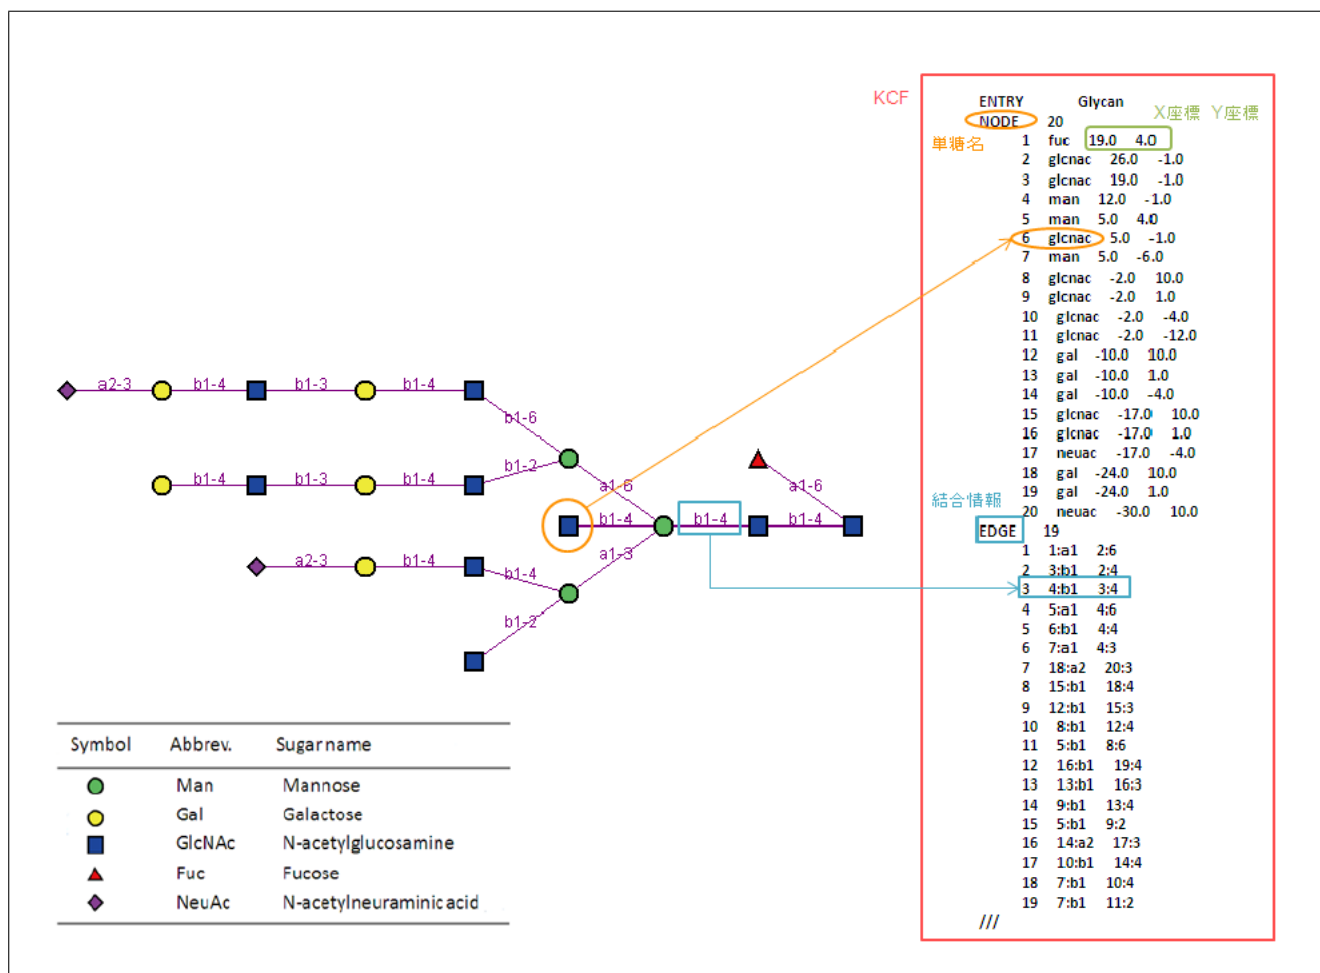 KCF
ENTRY Glycan
X座標 Y座標
NODE 20
単糖名
1 fuc 19.0 4.0
2 glcnac 26.0 -1.0
3 glcnac 19.0 -1.0
4 man 12.0 -1.0
5 man 5.0 4.0
6 glcnac 5.0 -1.0
7 man 5.0 -6.0
8 glcnac -2.0 10.0
9 glcnac -2.0 1.0
10 glcnac -2.0 -4.0
11 glcnac -2.0 -12.0
12 gal -10.0 10.0
13 gal -10.0 1.0
14 gal -10.0 -4.0
15 glcnac -17.0 10.0
16 glcnac -17.0 1.0
17 neuac -17.0 -4.0
18 gal -24.0 10.0
19 gal -24.0 1.0
20 neuac -30.0 10.0
結合情報
EDGE 19
1 1:a1 2:6
2 3:b1 2:4
3 4:b1 3:4
4 5:a1 4:6
5 6:b1 4:4
6 7:a1 4:3
7 18:a2 20:3
8 15:b1 18:4
9 12:b1 15:3
10 8:b1 12:4
11 5:b1 8:6
12 16:b1 19:4
13 13:b1 16:3
14 9:b1 13:4
15 5:b1 9:2
16 14:a2 17:3
17 10:b1 14:4
18 7:b1 10:4
19 7:b1 11:2
///
a2-3 b1-4 b1-3 b1-4
b1-6
b1-4 b1-3 b1-4 b1-2
a1-6 a1-6
b1-4 b1-4 b1-4
a1-3
a2-3 b1-4 b1-4
b1-2
Symbol Abbrev. Sugar name
Man Mannose
Gal Galactose
GlcNAc N-acetylglucosamine
Fuc Fucose
NeuAc N-acetylneuraminic acid